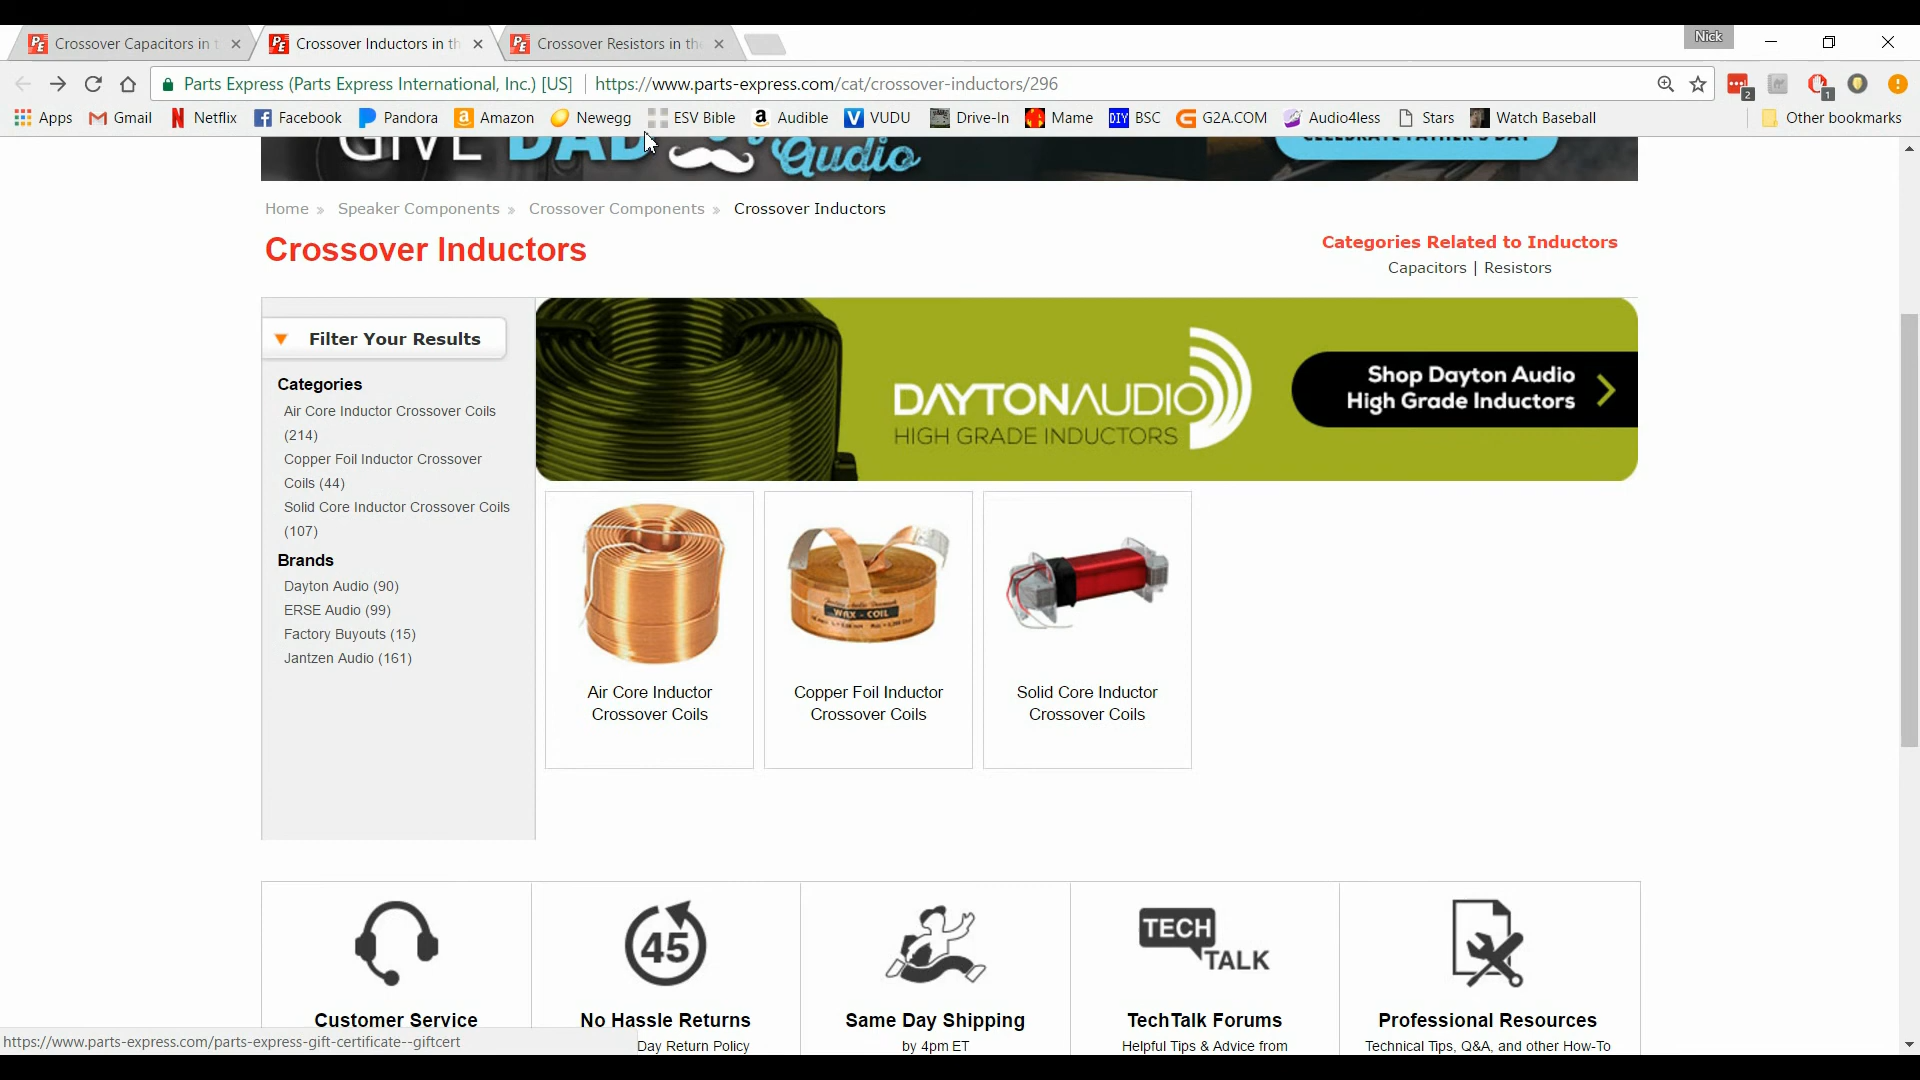 Crossover Capacitors in
Crossover Inductors in th
Crossover Resistors in the
Nick
Parts Express (Parts Express International, Inc.) [US]
https://www.parts-express.com/cat/crossover-inductors/296
2
1
Apps
Gmail
Netflix
Facebook
Pandora
Amazon
Newegg
ESV Bible
Audible
VUDU
Drive-In
Mame
DIY BSC
G2A.COM
Audio4less
Stars
Watch Baseball
Other bookmarks
GIVE DAD
audio
CELEBRATE FATHER'S DAY
Home » Speaker Components » Crossover Components » Crossover Inductors
Crossover Inductors
Categories Related to Inductors
Capacitors | Resistors
Filter Your Results
Categories
Air Core Inductor Crossover Coils
(214)
Copper Foil Inductor Crossover
Coils (44)
Solid Core Inductor Crossover Coils
(107)
Brands
Dayton Audio (90)
ERSE Audio (99)
Factory Buyouts (15)
Jantzen Audio (161)
DAYTONAUDIO
HIGH GRADE INDUCTORS
Shop Dayton Audio
High Grade Inductors
WAX - COIL
Air Core Inductor
Crossover Coils
Copper Foil Inductor
Crossover Coils
Solid Core Inductor
Crossover Coils
45
TECH
TALK
Customer Service
No Hassle Returns
Day Return Policy
Same Day Shipping
by 4pm ET
TechTalk Forums
Helpful Tips & Advice from
Professional Resources
Technical Tips, Q&A, and other How-To
https://www.parts-express.com/parts-express-gift-certificate--giftcert